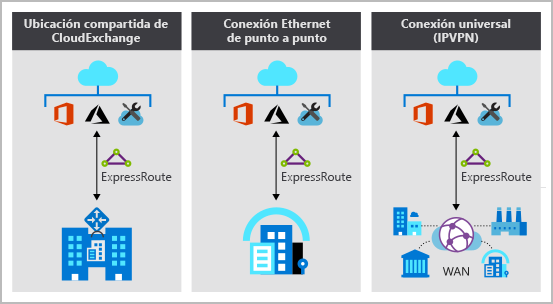 Ubicación compartida de
CloudExchange
Conexión Ethernet
de punto a punto
Conexión universal
(IPVPN)
ExpressRoute
ExpressRoute
ExpressRoute
WAN